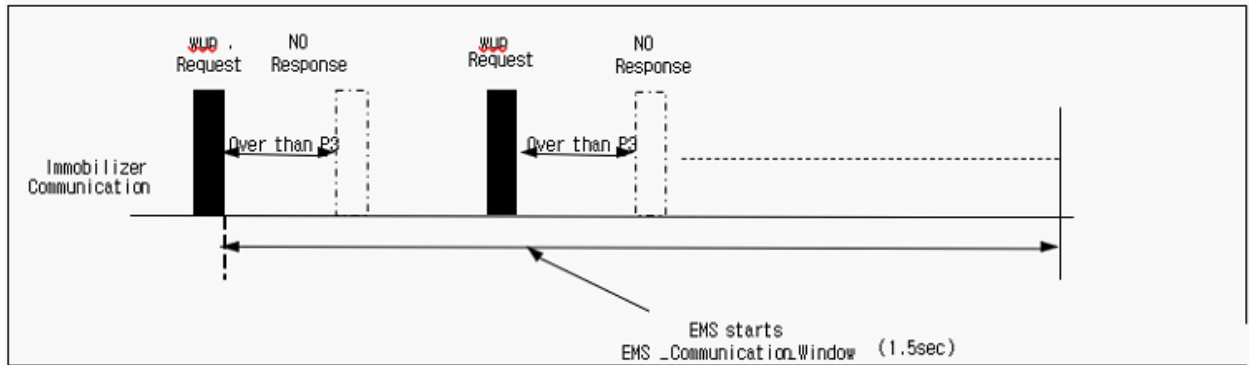 wup .
Request
NO
Response
wup
Request
NO
Response
Over than P3
Over than P3
Immobilizer
Communication
EMS starts
EMS _Communication_Window (1.5sec)